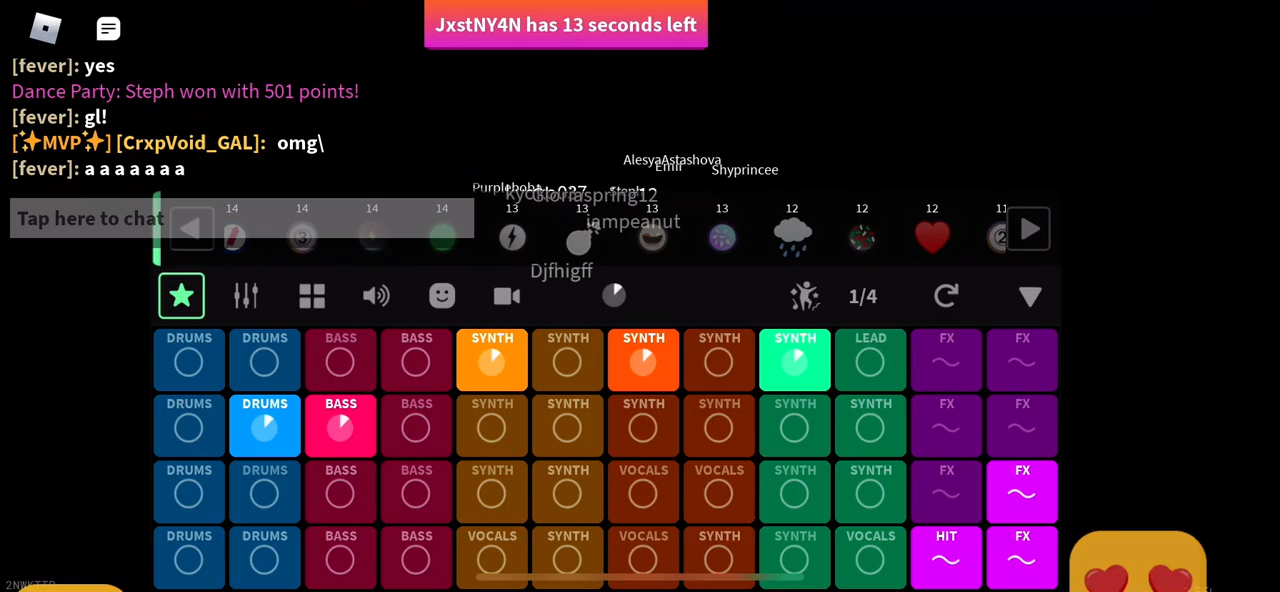 JxstNY4N has 13 seconds left
[fever]: yes
Dance Party: Steph won with 501 points!
[fever]: gl!
[✨MVP✨] [CrxpVoid_GAL]: omg\
[fever]: a a a a a a a
AlesyaAstashova
Emir
Shyprincee
Gloriaspring12
Tap here to chat
iampeanut
14 14 14 14 13 13 13 13 12 12 12 11
Djfhigff
1/4
DRUMS DRUMS BASS BASS SYNTH SYNTH SYNTH SYNTH SYNTH LEAD FX FX
DRUMS DRUMS BASS BASS SYNTH SYNTH SYNTH SYNTH SYNTH SYNTH FX FX
DRUMS DRUMS BASS BASS SYNTH SYNTH VOCALS VOCALS SYNTH SYNTH FX FX
DRUMS DRUMS BASS BASS VOCALS SYNTH VOCALS SYNTH SYNTH VOCALS HIT FX